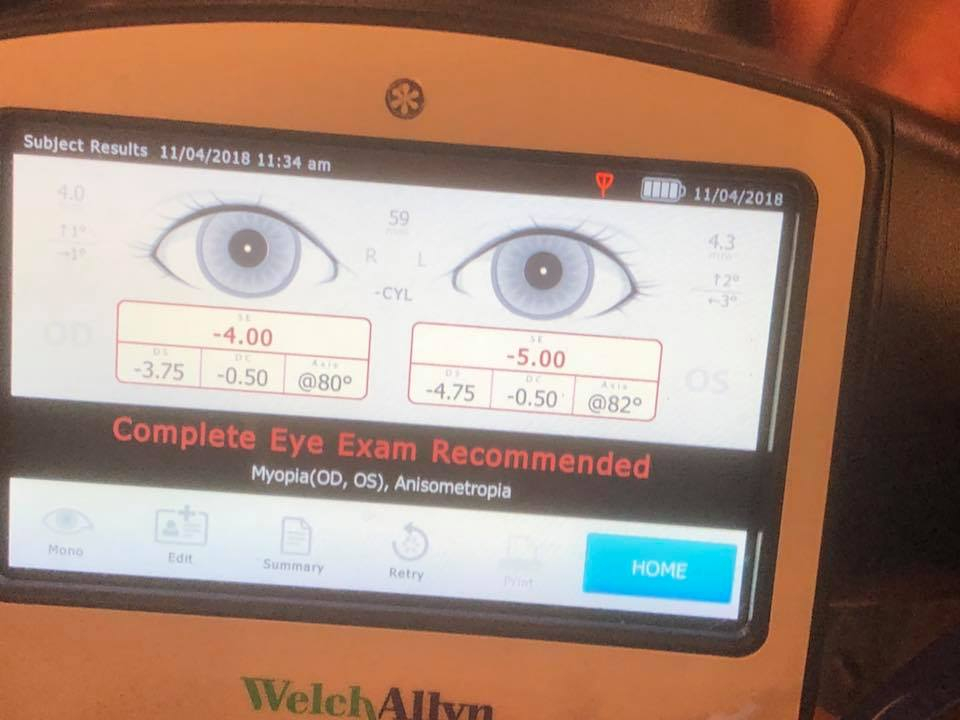 Subject Results 11/04/2018 11:34 am
11/04/2018
4.0
↑1°
→1°
OD
59
mm
R L
-CYL
4.3
mm
↑2°
←3°
OS
SE
-4.00
DS DC Axis
-3.75 -0.50 @80°
SE
-5.00
DS DC Axis
-4.75 -0.50 @82°
Complete Eye Exam Recommended
Myopia(OD, OS), Anisometropia
Mono Edit Summary Retry Print HOME
WelchAllyn